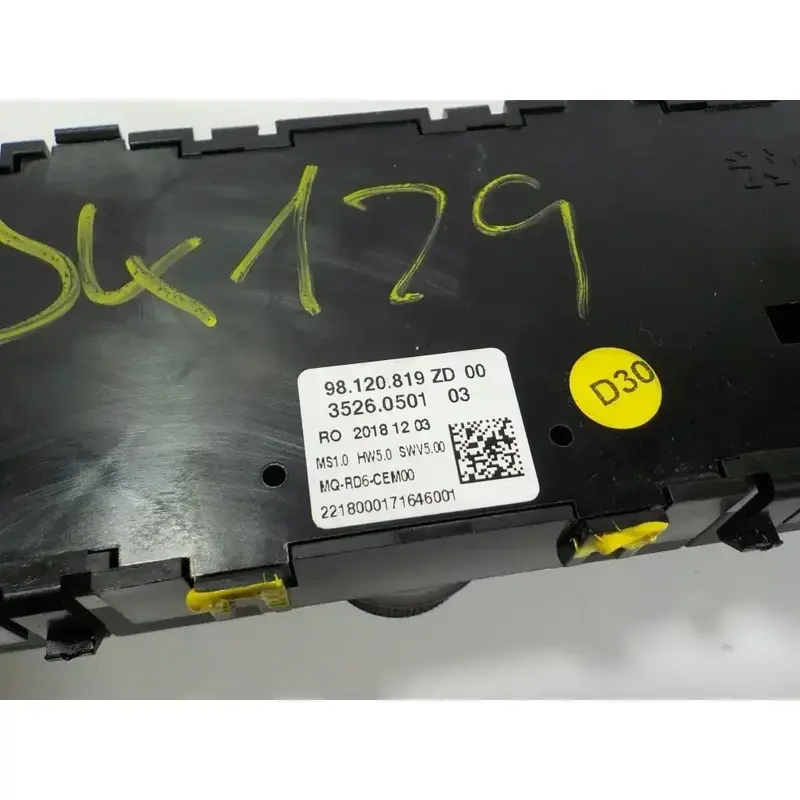 S4129
98.120.819 ZD 00
3526.0501 03
RO 2018 12 03
MS1.0 HW5.0 SWV5.00
MQ-RD6-CEM00
2218000171646001
D30